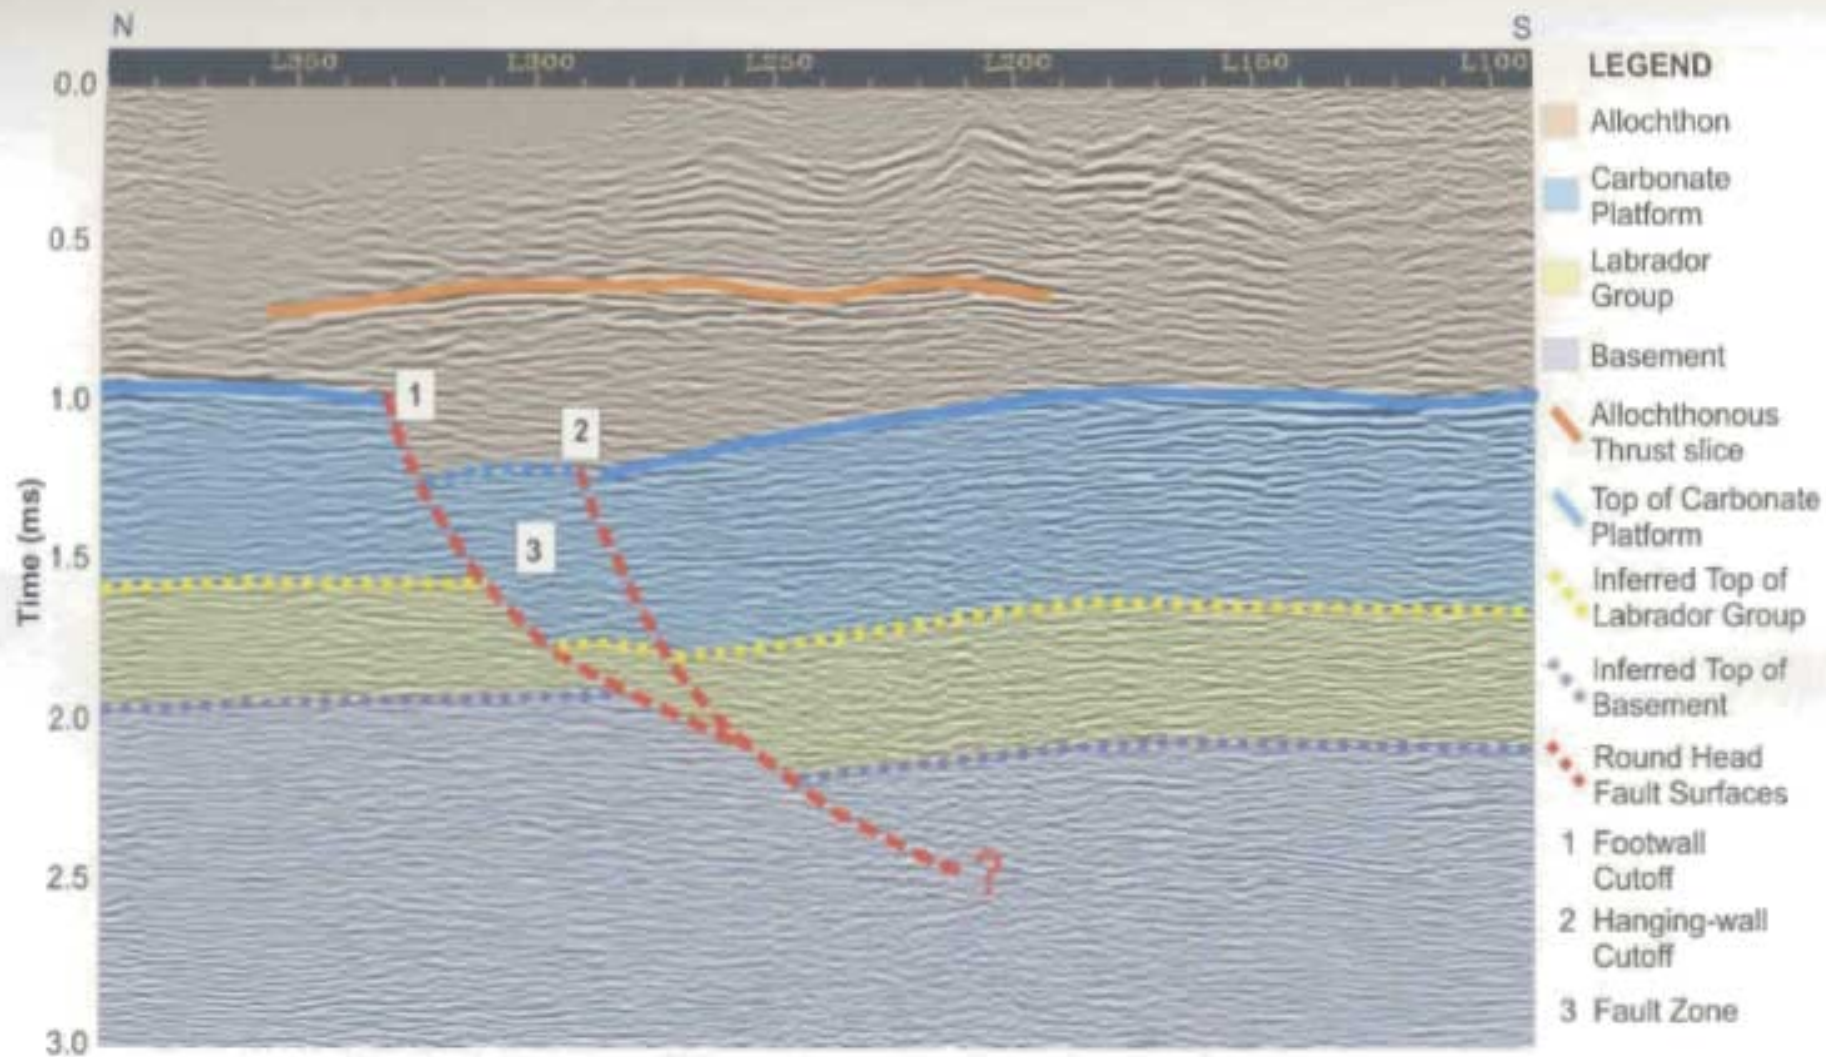 N
S
L350 L300 L250 L200 L150 L100
0.0
0.5
1.0
1.5
2.0
2.5
3.0
Time (ms)
1
2
3
?
LEGEND
Allochthon
Carbonate
Platform
Labrador
Group
Basement
Allochthonous
Thrust slice
Top of Carbonate
Platform
Inferred Top of
Labrador Group
Inferred Top of
Basement
Round Head
Fault Surfaces
1 Footwall
Cutoff
2 Hanging-wall
Cutoff
3 Fault Zone